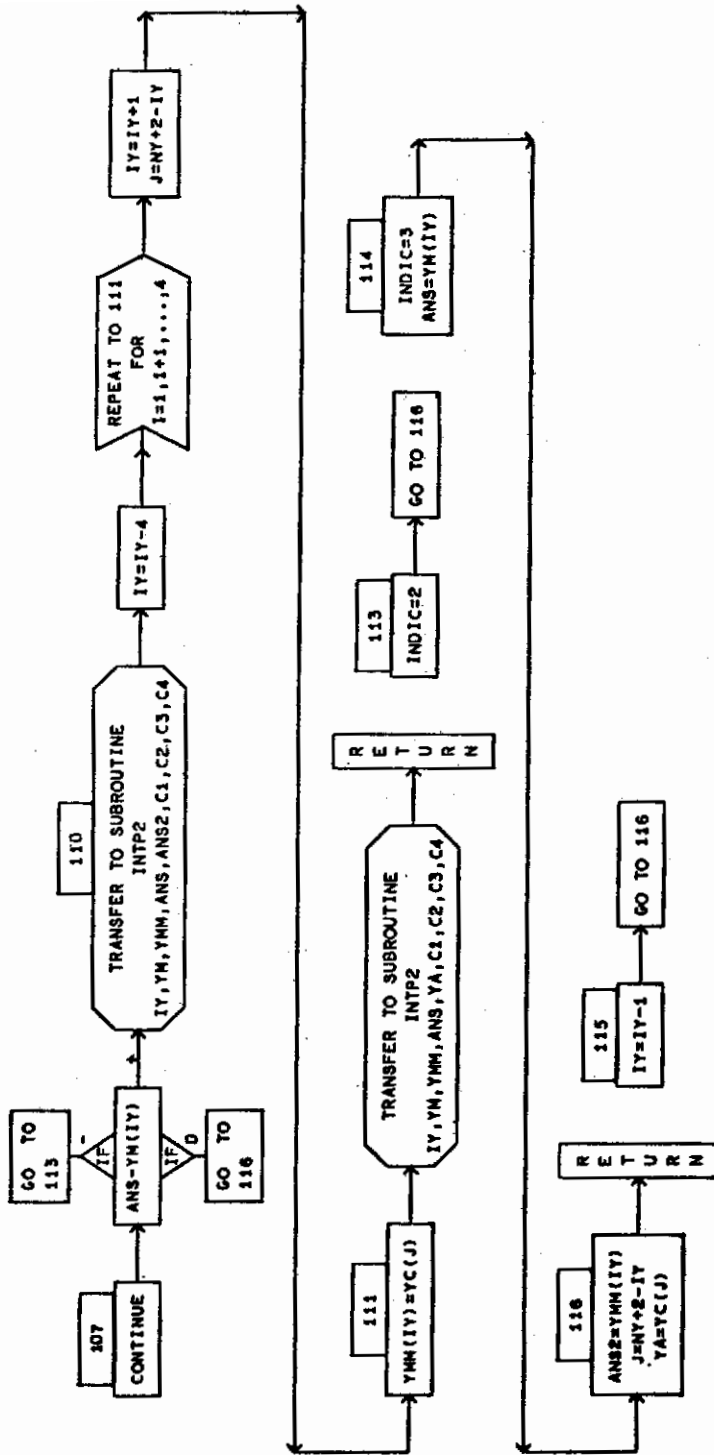 107
CONTINUE
GO TO
113
-
IF
ANS-YM(IY)
IF
0
GO TO
116
+
110
TRANSFER TO SUBROUTINE
INTP2
IY,YM,YMM,ANS,ANS2,C1,C2,C3,C4
IY=IY-4
REPEAT TO 111
FOR
I=1,1+1,...,4
IY=IY+1
J=NY+2-IY
111
YMM(IY)=YC(J)
TRANSFER TO SUBROUTINE
INTP2
IY,YM,YMM,ANS,YA,C1,C2,C3,C4
RETURN
113
INDIC=2
GO TO 116
114
INDIC=3
ANS=YM(IY)
116
ANS2=YMM(IY)
J=NY+2-IY
YA=YC(J)
RETURN
115
IY=IY-1
GO TO 116